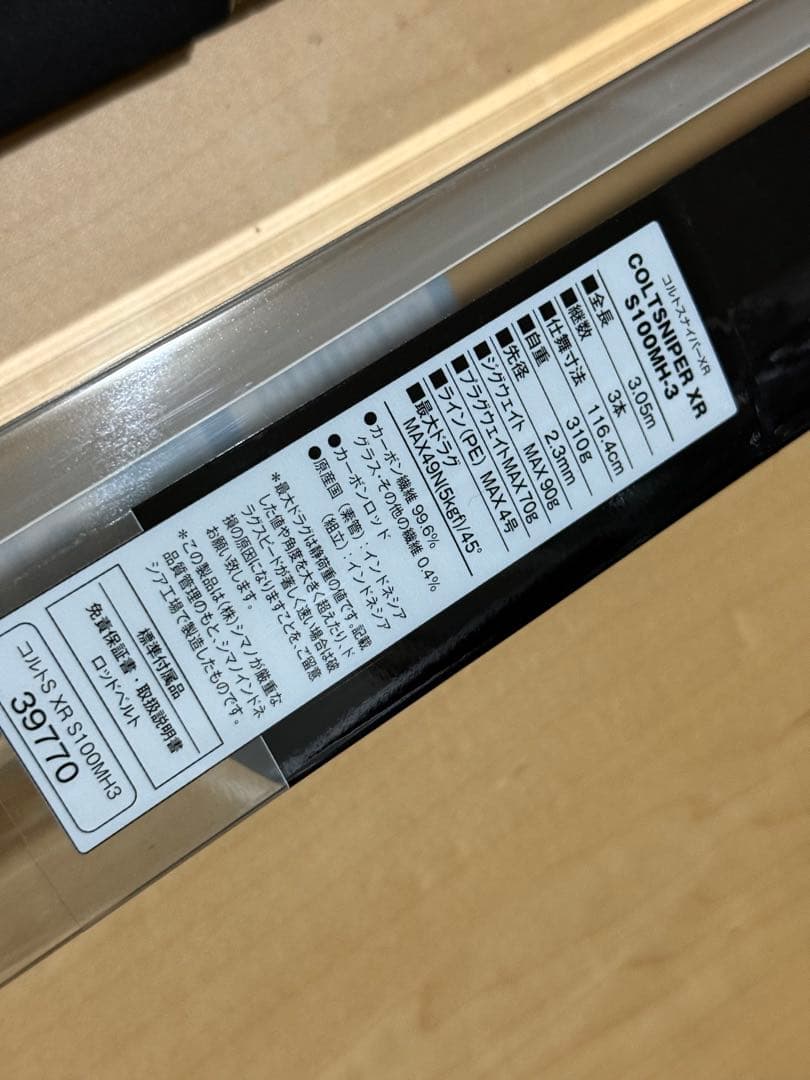 コルトスナイパーXR
COLTSNIPER XR
S100MH-3
■全長 3.05m
■継数 3本
■仕舞寸法 116.4cm
■自重 310g
■先径 2.3mm
■ジグウェイト MAX 90g
■プラグウェイトMAX 70g
■ライン(PE) MAX 4号
■最大ドラグ
MAX49N(5kgf)/45°
●カーボン繊維 99.6%
グラス・その他の繊維 0.4%
●カーボンロッド
●原産国 (素管):インドネシア
(組立):インドネシア
*最大ドラグは静荷重の値です。記載
した値や角度を大きく超えたり、ド
ラグスピードが著しく速い場合は破
損の原因になりますことを、ご留意
お願い致します。
*この製品は(株)シマノが厳重な
品質管理のもと、シマノインドネ
シア工場で製造したものです。
標準付属品
免責保証書・取扱説明書
ロッドベルト
コルトS XR S100MH3
39770